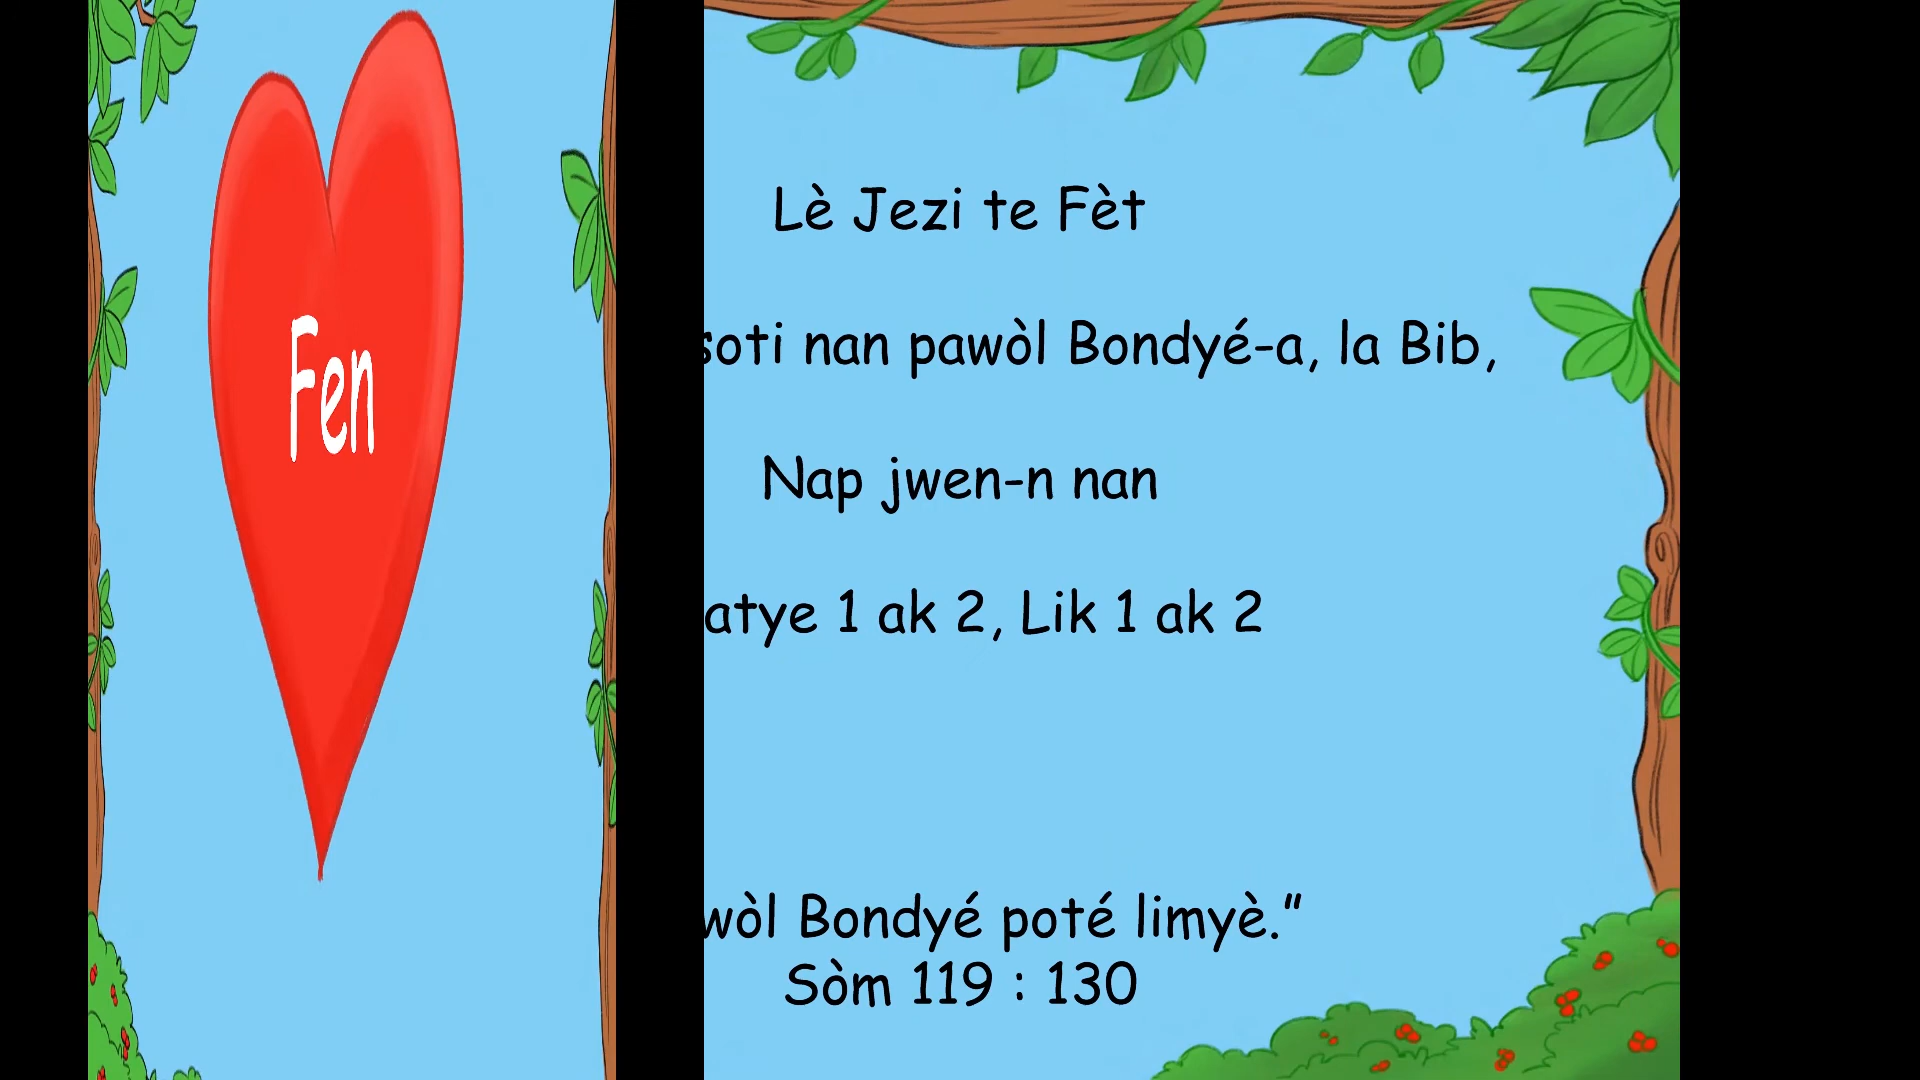 Fen
Lè Jezi te Fèt
soti nan pawòl Bondyé-a, la Bib,
Nap jwen-n nan
atye 1 ak 2, Lik 1 ak 2
wòl Bondyé poté limyè.”
Sòm 119 : 130